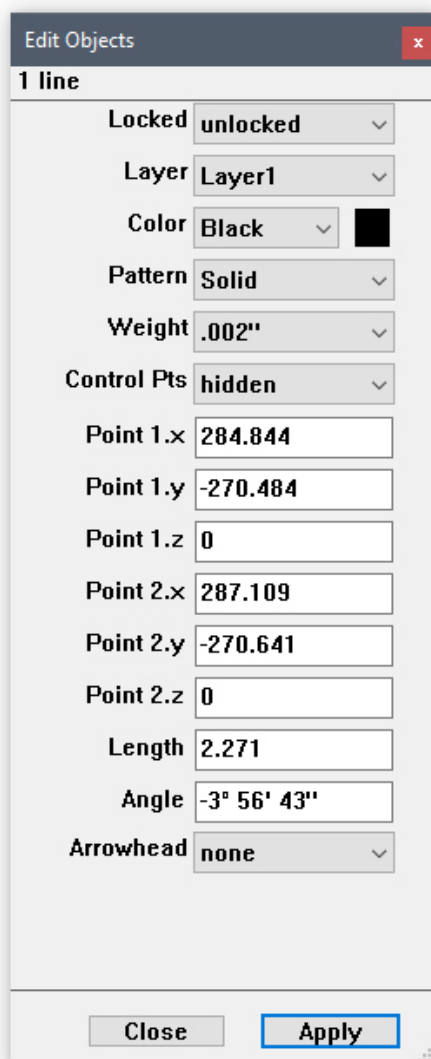 Edit Objects x
1 line
Locked unlocked
Layer Layer1
Color Black
Pattern Solid
Weight .002"
Control Pts hidden
Point 1.x 284.844
Point 1.y -270.484
Point 1.z 0
Point 2.x 287.109
Point 2.y -270.641
Point 2.z 0
Length 2.271
Angle -3° 56' 43"
Arrowhead none
Close Apply